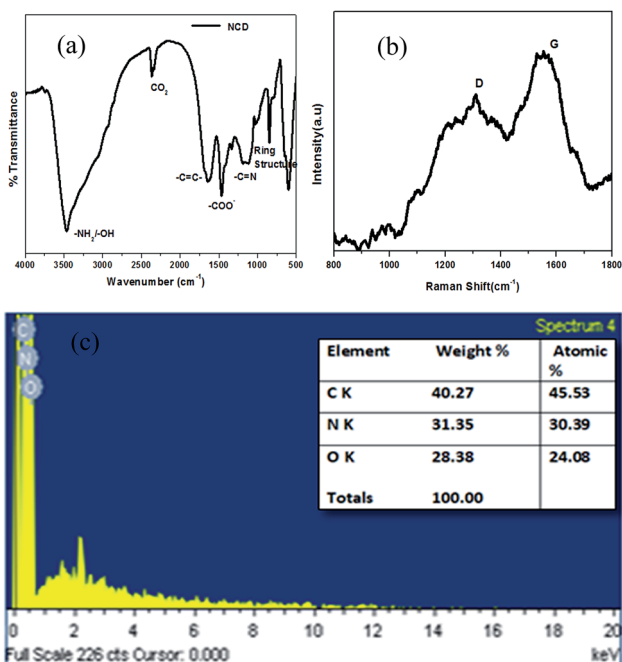 (a)
NCD
% Transmittance
CO2
-NH2/-OH
-C=C-
-COO-
-C=N
Ring
Structure
4000 3500 3000 2500 2000 1500 1000 500
Wavenumber (cm-1)
(b)
Intensity(a.u)
D
G
800 1000 1200 1400 1600 1800
Raman Shift(cm-1)
(c)
Spectrum 4
C
N
O
Element Weight % Atomic
%
C K 40.27 45.53
N K 31.35 30.39
O K 28.38 24.08
Totals 100.00
0 2 4 6 8 10 12 14 16 18 20
Full Scale 226 cts Cursor: 0.000 keV